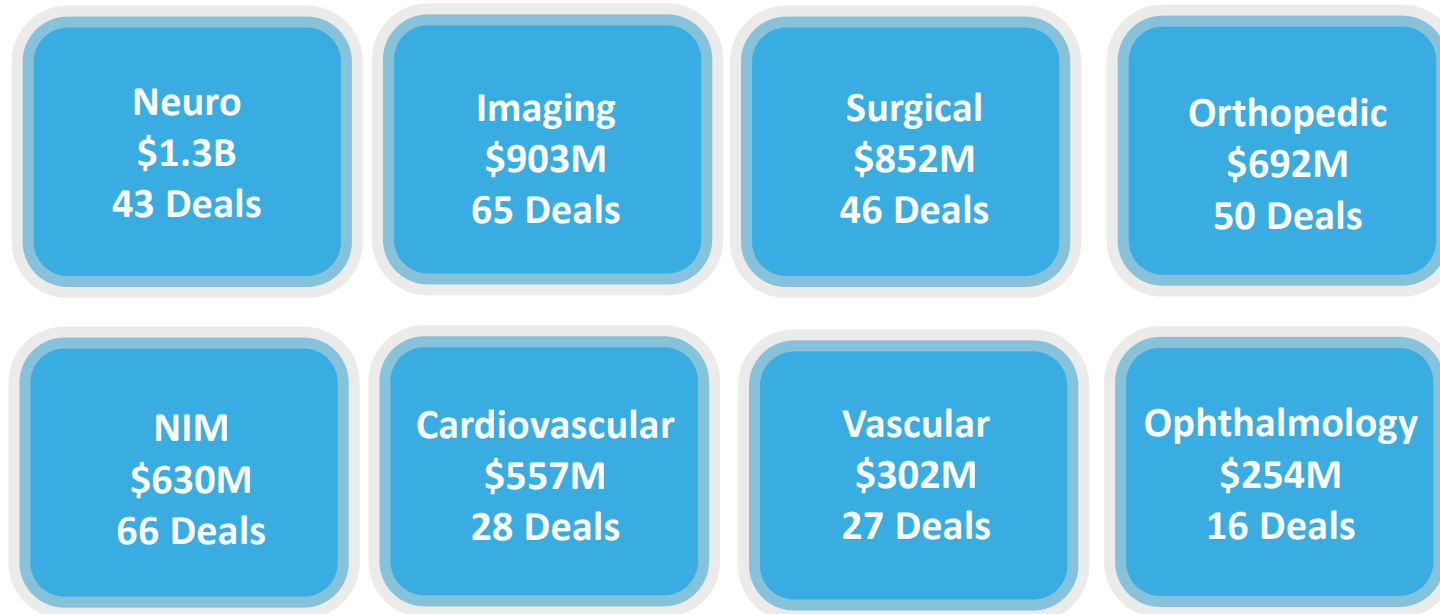 Neuro
$1.3B
43 Deals
Imaging
$903M
65 Deals
Surgical
$852M
46 Deals
Orthopedic
$692M
50 Deals
NIM
$630M
66 Deals
Cardiovascular
$557M
28 Deals
Vascular
$302M
27 Deals
Ophthalmology
$254M
16 Deals